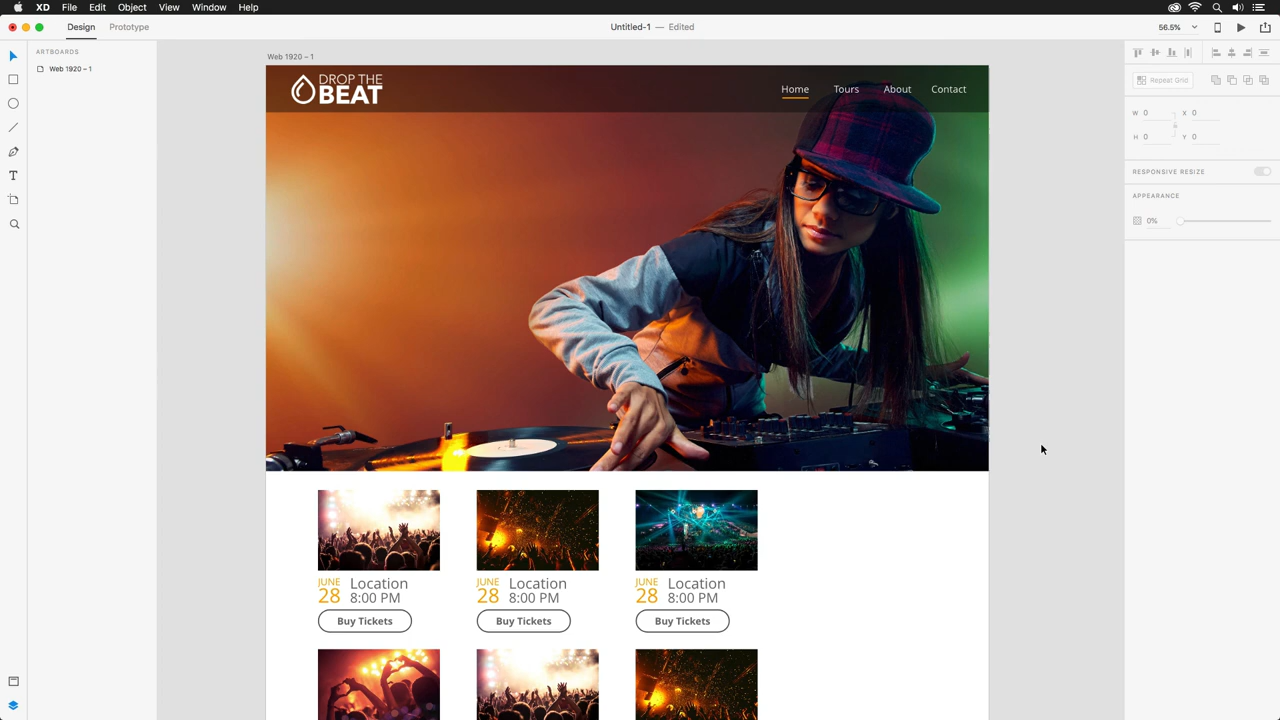 XD File Edit Object View Window Help
Design Prototype
Untitled-1 — Edited
56.5%
ARTBOARDS
Web 1920 – 1
Web 1920 – 1
DROP THE
BEAT
Home Tours About Contact
Repeat Grid
W 0 X 0
H 0 Y 0
RESPONSIVE RESIZE
APPEARANCE
0%
JUNE
28
Location
8:00 PM
Buy Tickets
JUNE
28
Location
8:00 PM
Buy Tickets
JUNE
28
Location
8:00 PM
Buy Tickets